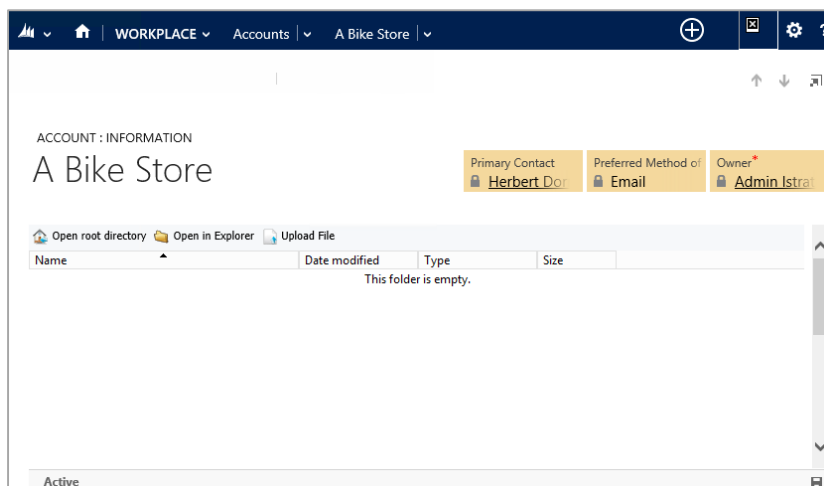 WORKPLACE Accounts A Bike Store
ACCOUNT : INFORMATION
A Bike Store
Primary Contact Preferred Method of Owner*
Herbert Dor Email Admin Istrat
Open root directory Open in Explorer Upload File
Name Date modified Type Size
This folder is empty.
Active